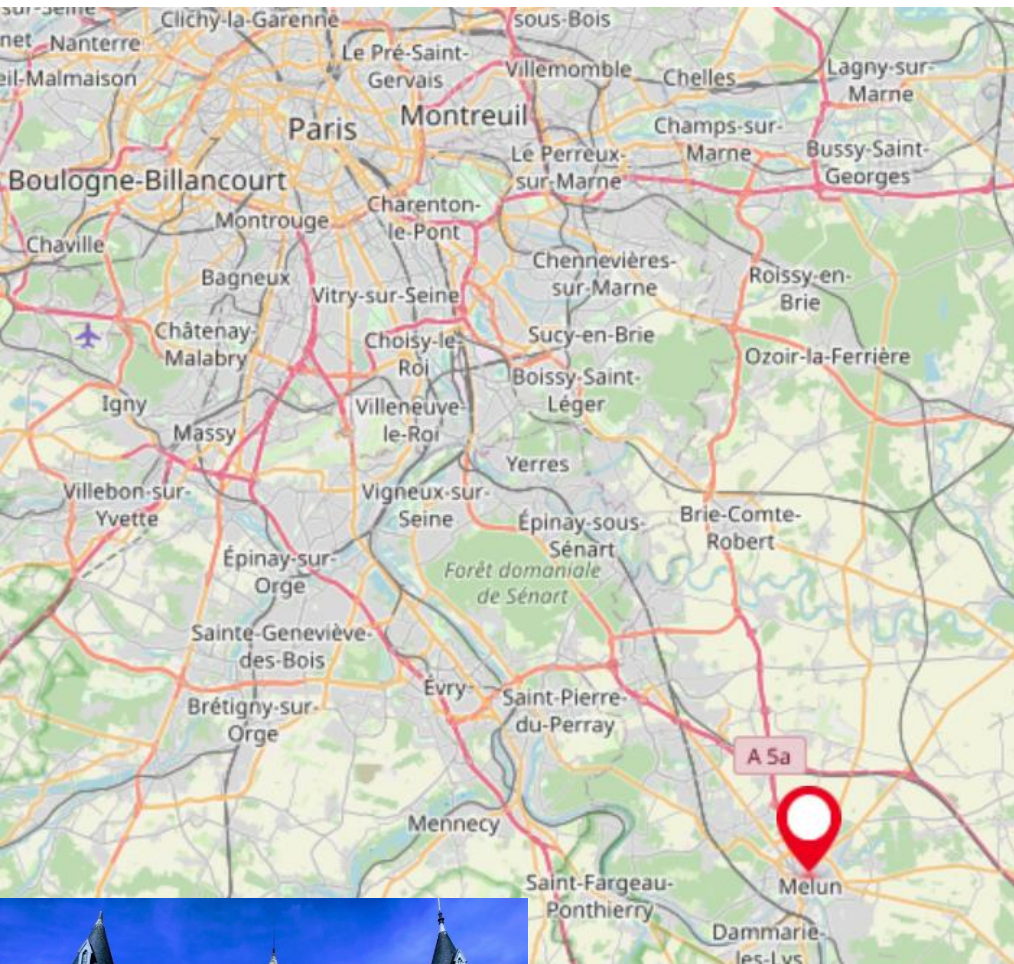 Clichy-la-Garenne
sous-Bois
Nanterre
Le Pré-Saint-
Gervais
Villemomble
Chelles
Lagny-sur-
Marne
eil-Malmaison
Paris
Montreuil
Champs-sur-
Marne
Le Perreux-
sur-Marne
Bussy-Saint-
Georges
Boulogne-Billancourt
Montrouge
Charenton-
le-Pont
Chaville
Bagneux
Chennevières-
sur-Marne
Roissy-en-
Brie
Vitry-sur-Seine
Châtenay-
Malabry
Choisy-le-
Roi
Sucy-en-Brie
Ozoir-la-Ferrière
Boissy-Saint-
Léger
Igny
Villeneuve-
le-Roi
Massy
Yerres
Villebon-sur-
Yvette
Vigneux-sur-
Seine
Épinay-sous-
Sénart
Brie-Comte-
Robert
Épinay-sur-
Orge
Forêt domaniale
de Sénart
Sainte-Geneviève-
des-Bois
Évry-
Saint-Pierre-
du-Perray
Brétigny-sur-
Orge
A 5a
Mennecy
Saint-Fargeau-
Ponthierry
Melun
Dammarie-
les-Lys